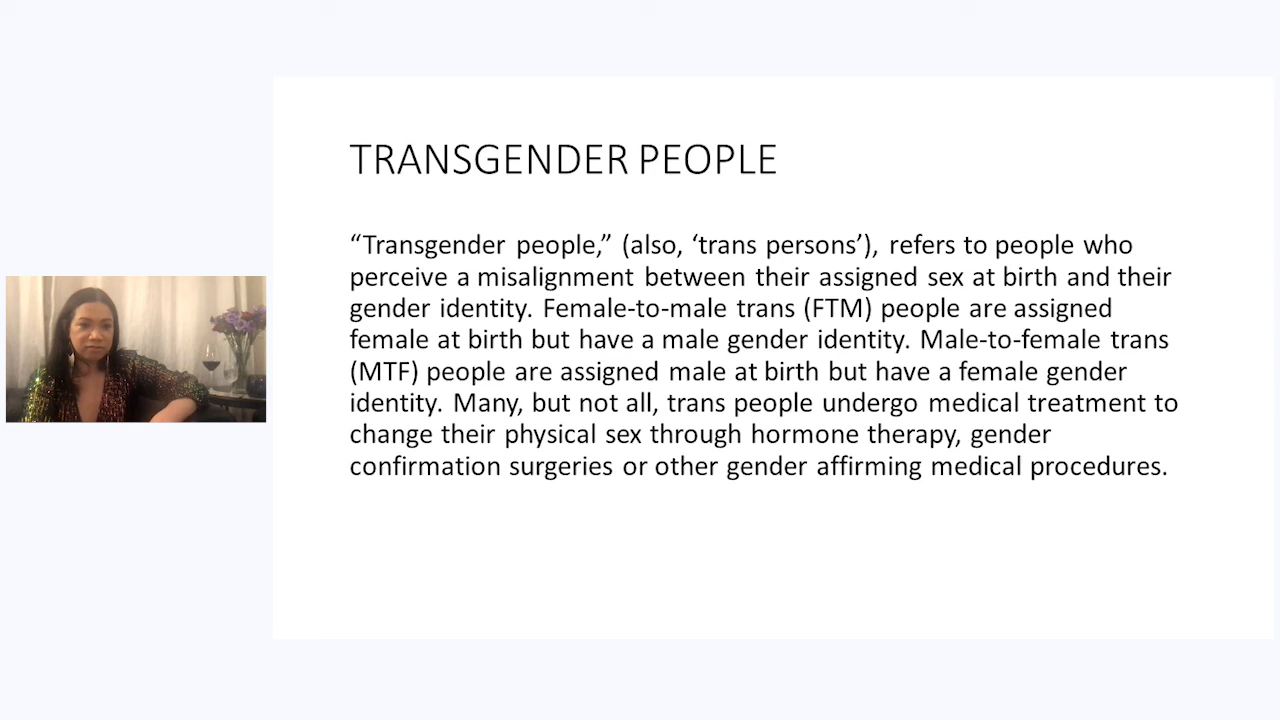 TRANSGENDER PEOPLE
“Transgender people,” (also, ‘trans persons’), refers to people who
perceive a misalignment between their assigned sex at birth and their
gender identity. Female-to-male trans (FTM) people are assigned
female at birth but have a male gender identity. Male-to-female trans
(MTF) people are assigned male at birth but have a female gender
identity. Many, but not all, trans people undergo medical treatment to
change their physical sex through hormone therapy, gender
confirmation surgeries or other gender affirming medical procedures.